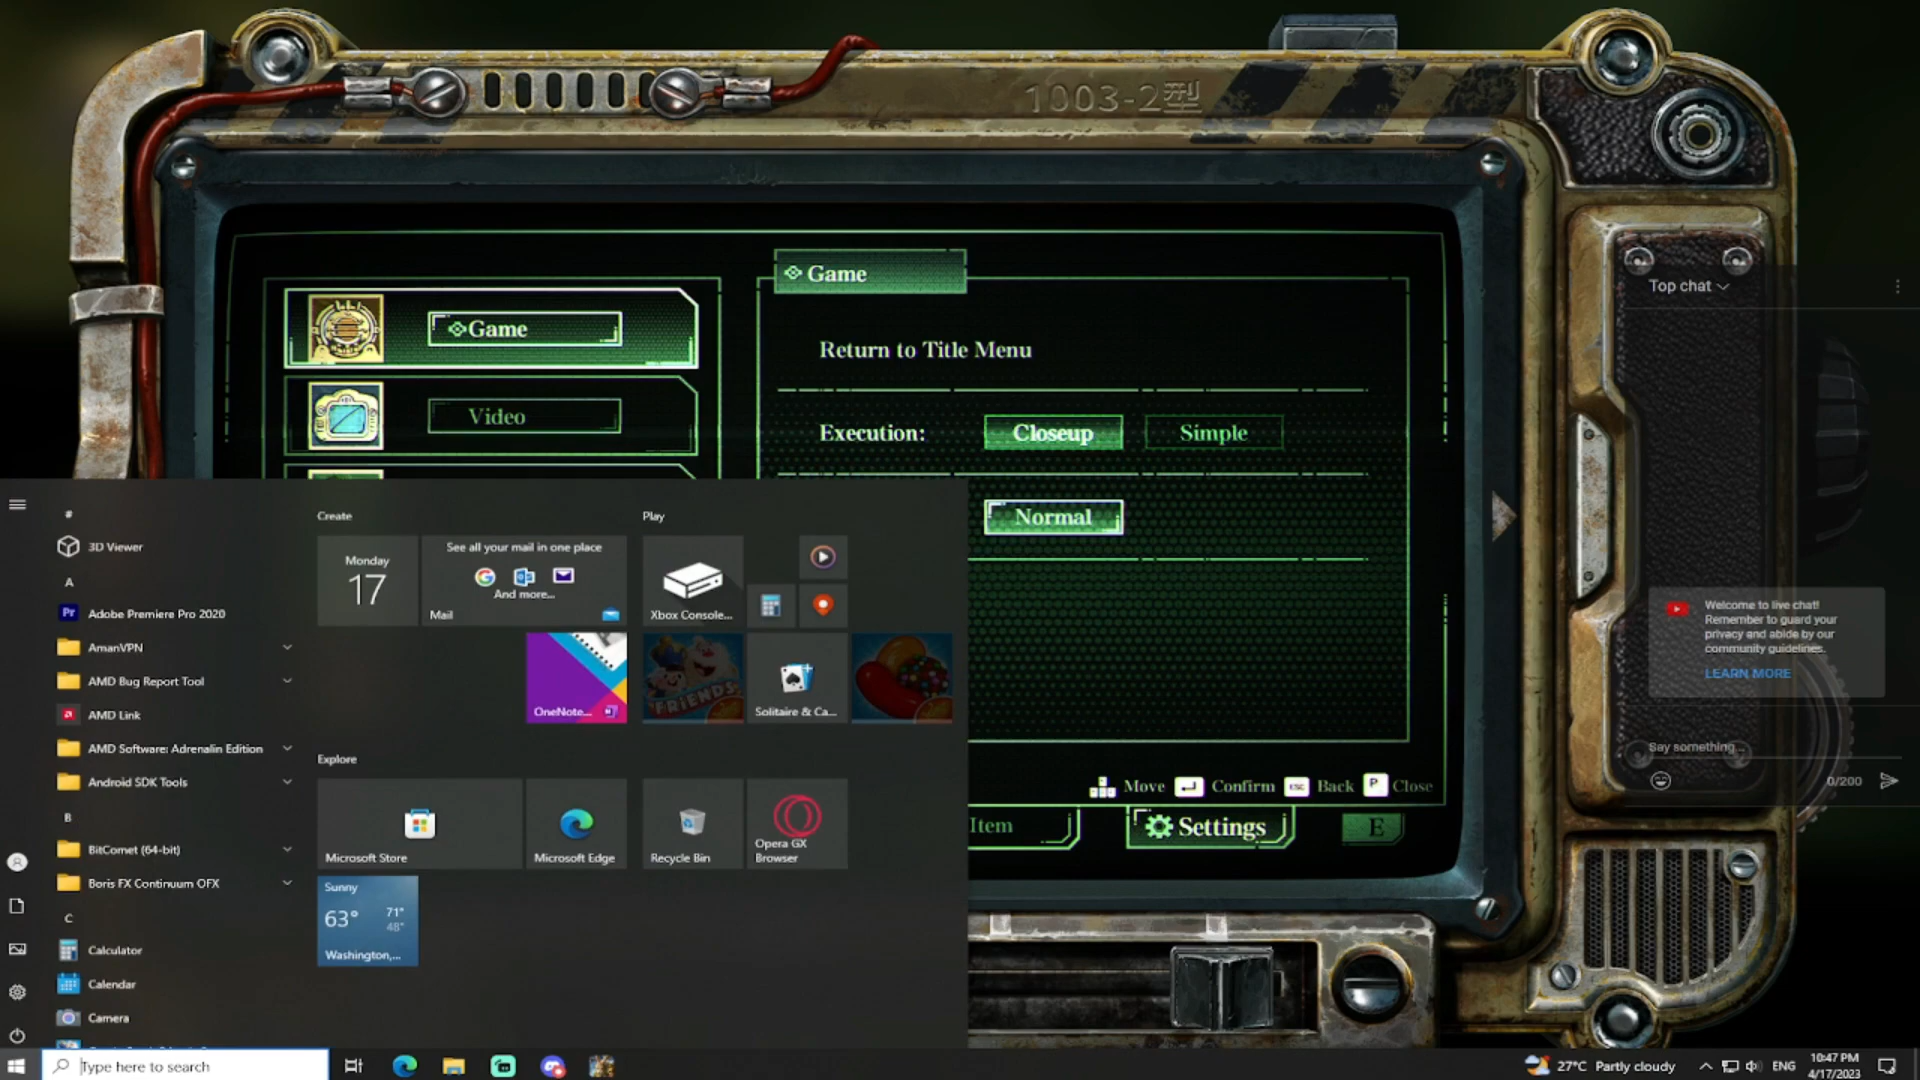 1003-2型
Game
Video
Game
Return to Title Menu
Execution:
Closeup
Simple
Normal
Move
Confirm
ESC
Back
P
Close
Item
Settings
E
Top chat
Welcome to live chat!
Remember to guard your
privacy and abide by our
community guidelines.
LEARN MORE
Say something...
0/200
#
3D Viewer
A
Pr
Adobe Premiere Pro 2020
AmanVPN
AMD Bug Report Tool
AMD Link
AMD Software: Adrenalin Edition
Android SDK Tools
B
BitComet (64-bit)
Boris FX Continuum OFX
C
Calculator
Calendar
Camera
Create
Monday
17
See all your mail in one place
And more...
Mail
OneNote...
Play
Xbox Console...
FRIENDS
Solitaire & Ca...
Explore
Microsoft Store
Microsoft Edge
Recycle Bin
Opera GX
Browser
Sunny
63°
71°
48°
Washington,...
Type here to search
27°C Partly cloudy
ENG
10:47 PM
4/17/2023